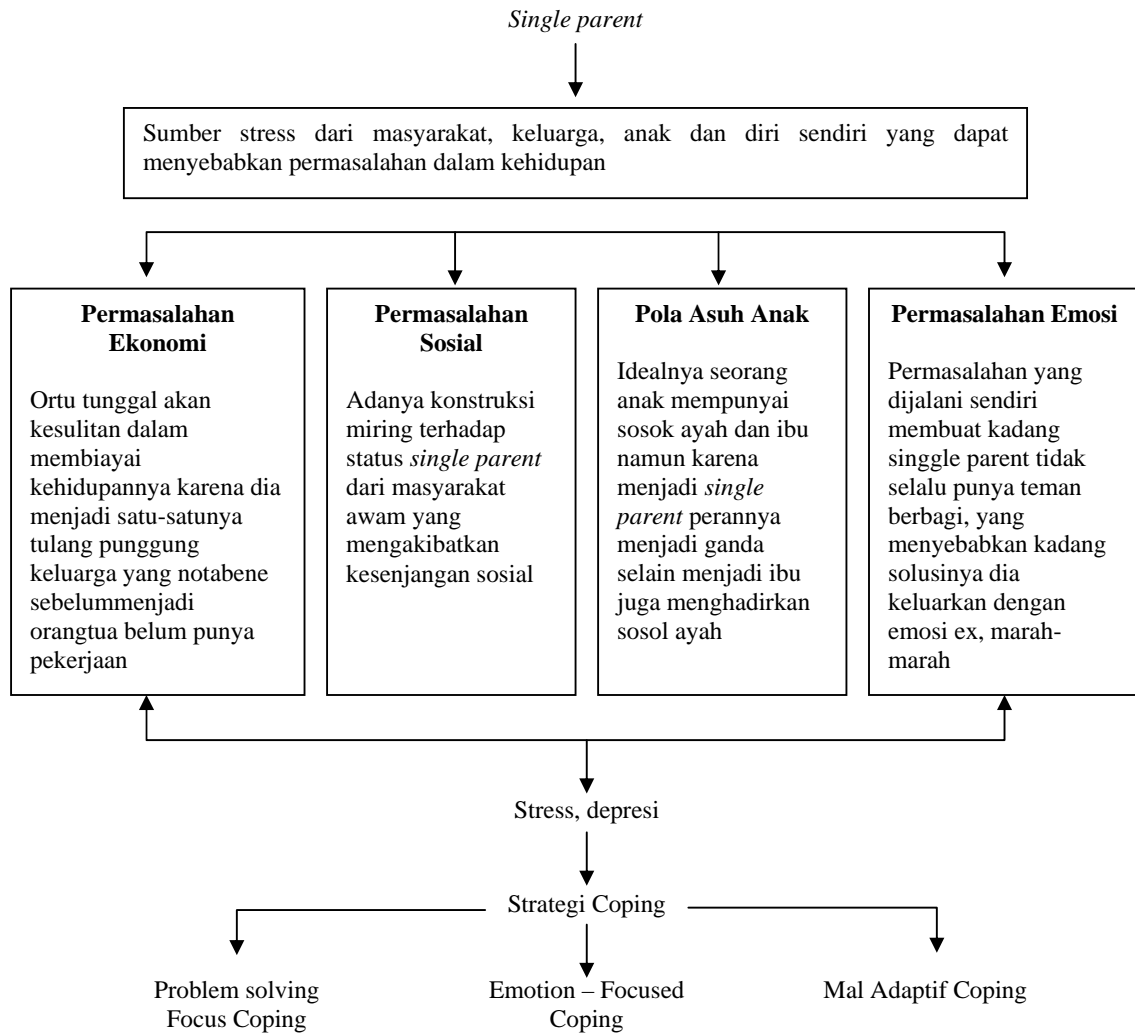 Single parent
Sumber stress dari masyarakat, keluarga, anak dan diri sendiri yang dapat
menyebabkan permasalahan dalam kehidupan
Permasalahan
Ekonomi
Ortu tunggal akan
kesulitan dalam
membiayai
kehidupannya karena dia
menjadi satu-satunya
tulang punggung
keluarga yang notabene
sebelummenjadi
orangtua belum punya
pekerjaan
Permasalahan
Sosial
Adanya konstruksi
miring terhadap
status single parent
dari masyarakat
awam yang
mengakibatkan
kesenjangan sosial
Pola Asuh Anak
Idealnya seorang
anak mempunyai
sosok ayah dan ibu
namun karena
menjadi single
parent perannya
menjadi ganda
selain menjadi ibu
juga menghadirkan
sosol ayah
Permasalahan Emosi
Permasalahan yang
dijalani sendiri
membuat kadang
singgle parent tidak
selalu punya teman
berbagi, yang
menyebabkan kadang
solusinya dia
keluarkan dengan
emosi ex, marah-
marah
Stress, depresi
Strategi Coping
Problem solving
Focus Coping
Emotion – Focused
Coping
Mal Adaptif Coping